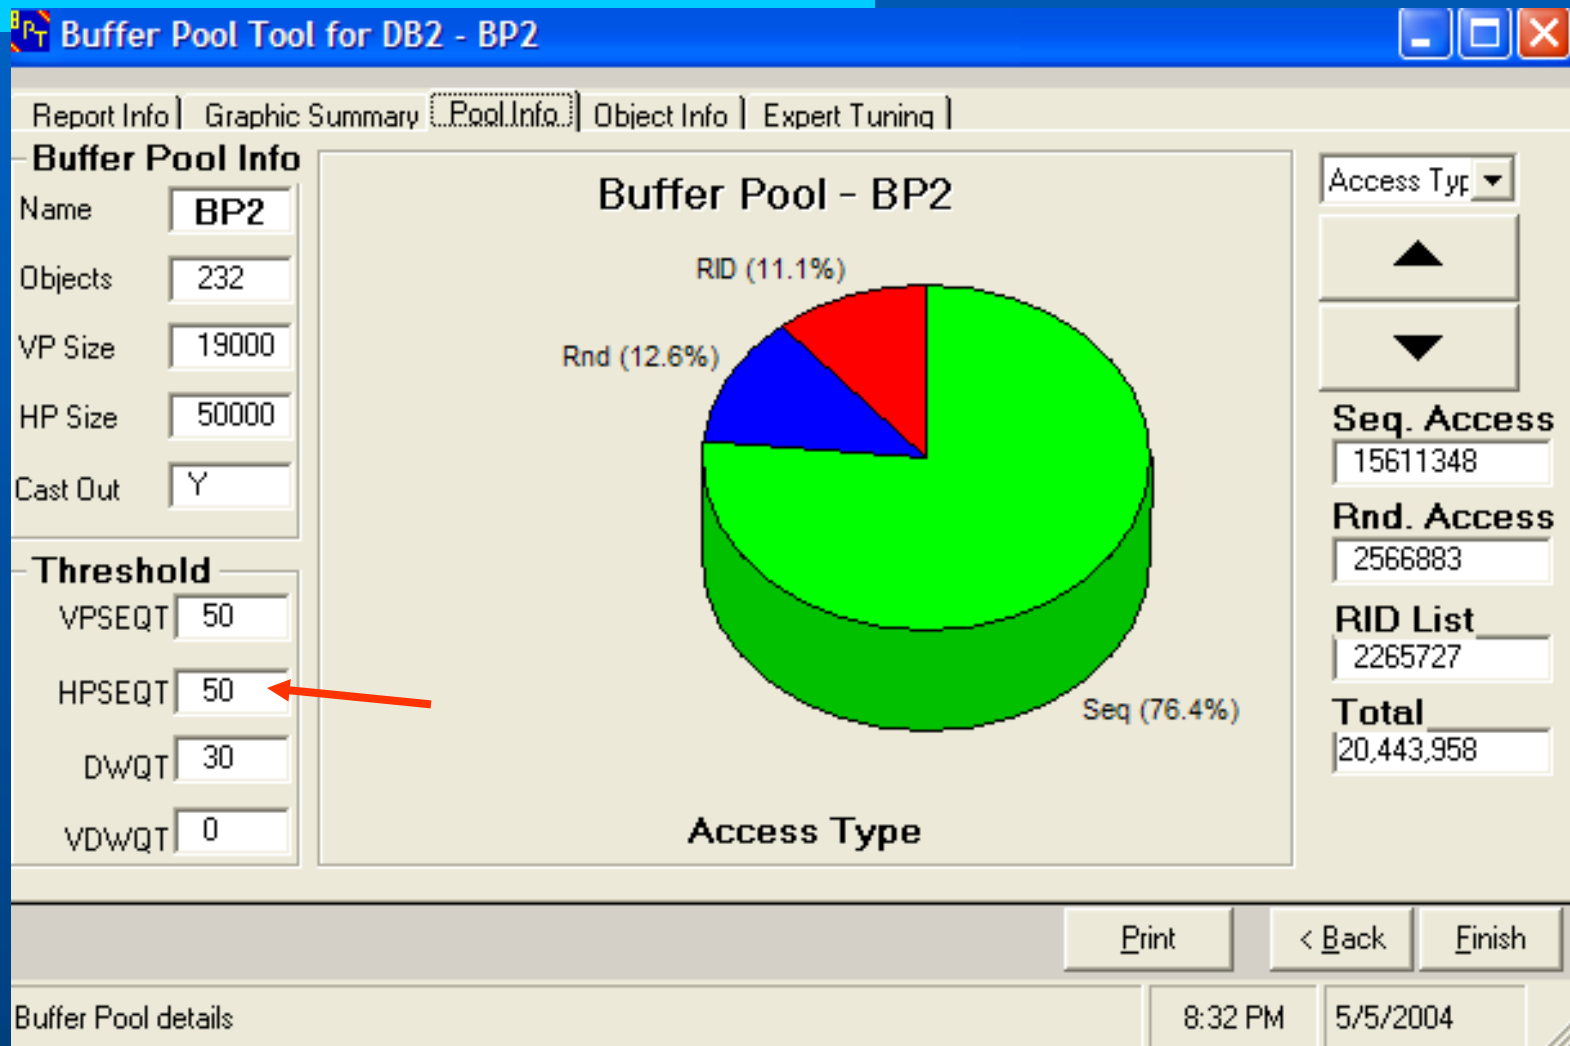 BPT Buffer Pool Tool for DB2 - BP2
Report Info Graphic Summary Pool Info Object Info Expert Tuning
Buffer Pool Info
Name BP2
Objects 232
VP Size 19000
HP Size 50000
Cast Out Y
Threshold
VPSEQT 50
HPSEQT 50
DWQT 30
VDWQT 0
Buffer Pool - BP2
RID (11.1%)
Rnd (12.6%)
Seq (76.4%)
Access Type
Access Typ
Seq. Access
15611348
Rnd. Access
2566883
RID List
2265727
Total
20,443,958
Print < Back Finish
Buffer Pool details 8:32 PM 5/5/2004